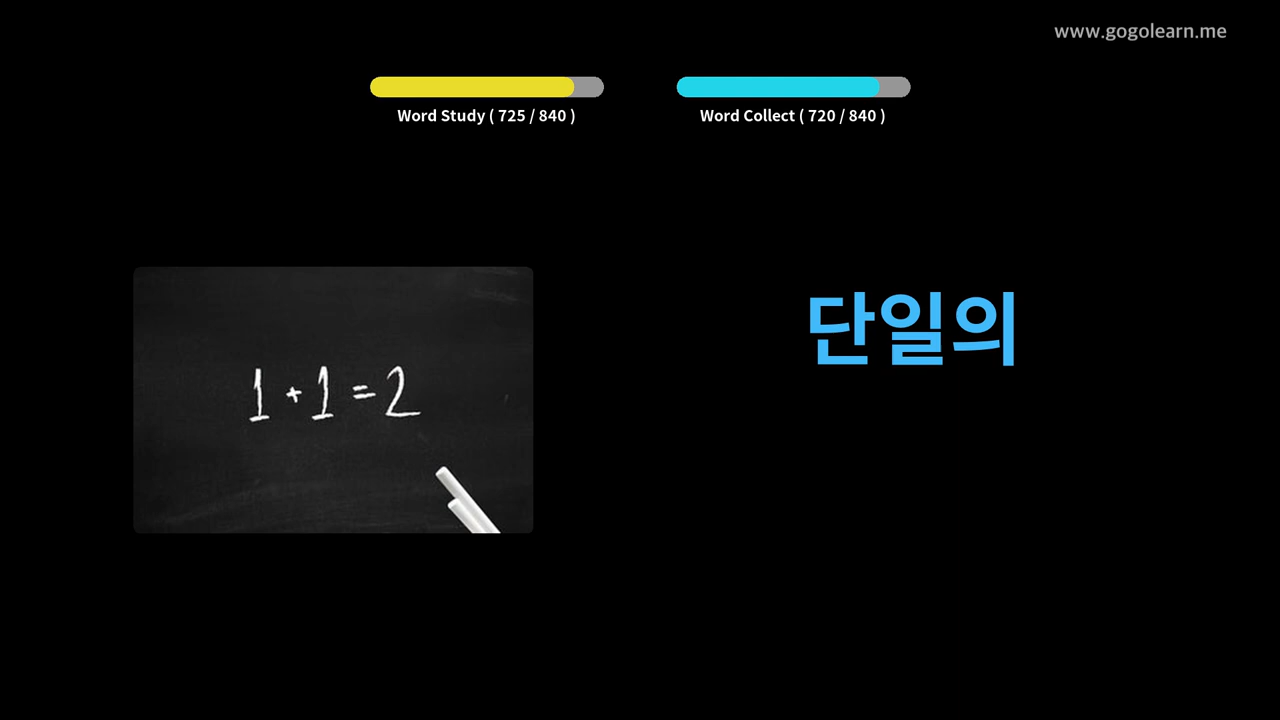 www.gogolearn.me
Word Study ( 725 / 840 )
Word Collect ( 720 / 840 )
1 + 1 = 2
단일의